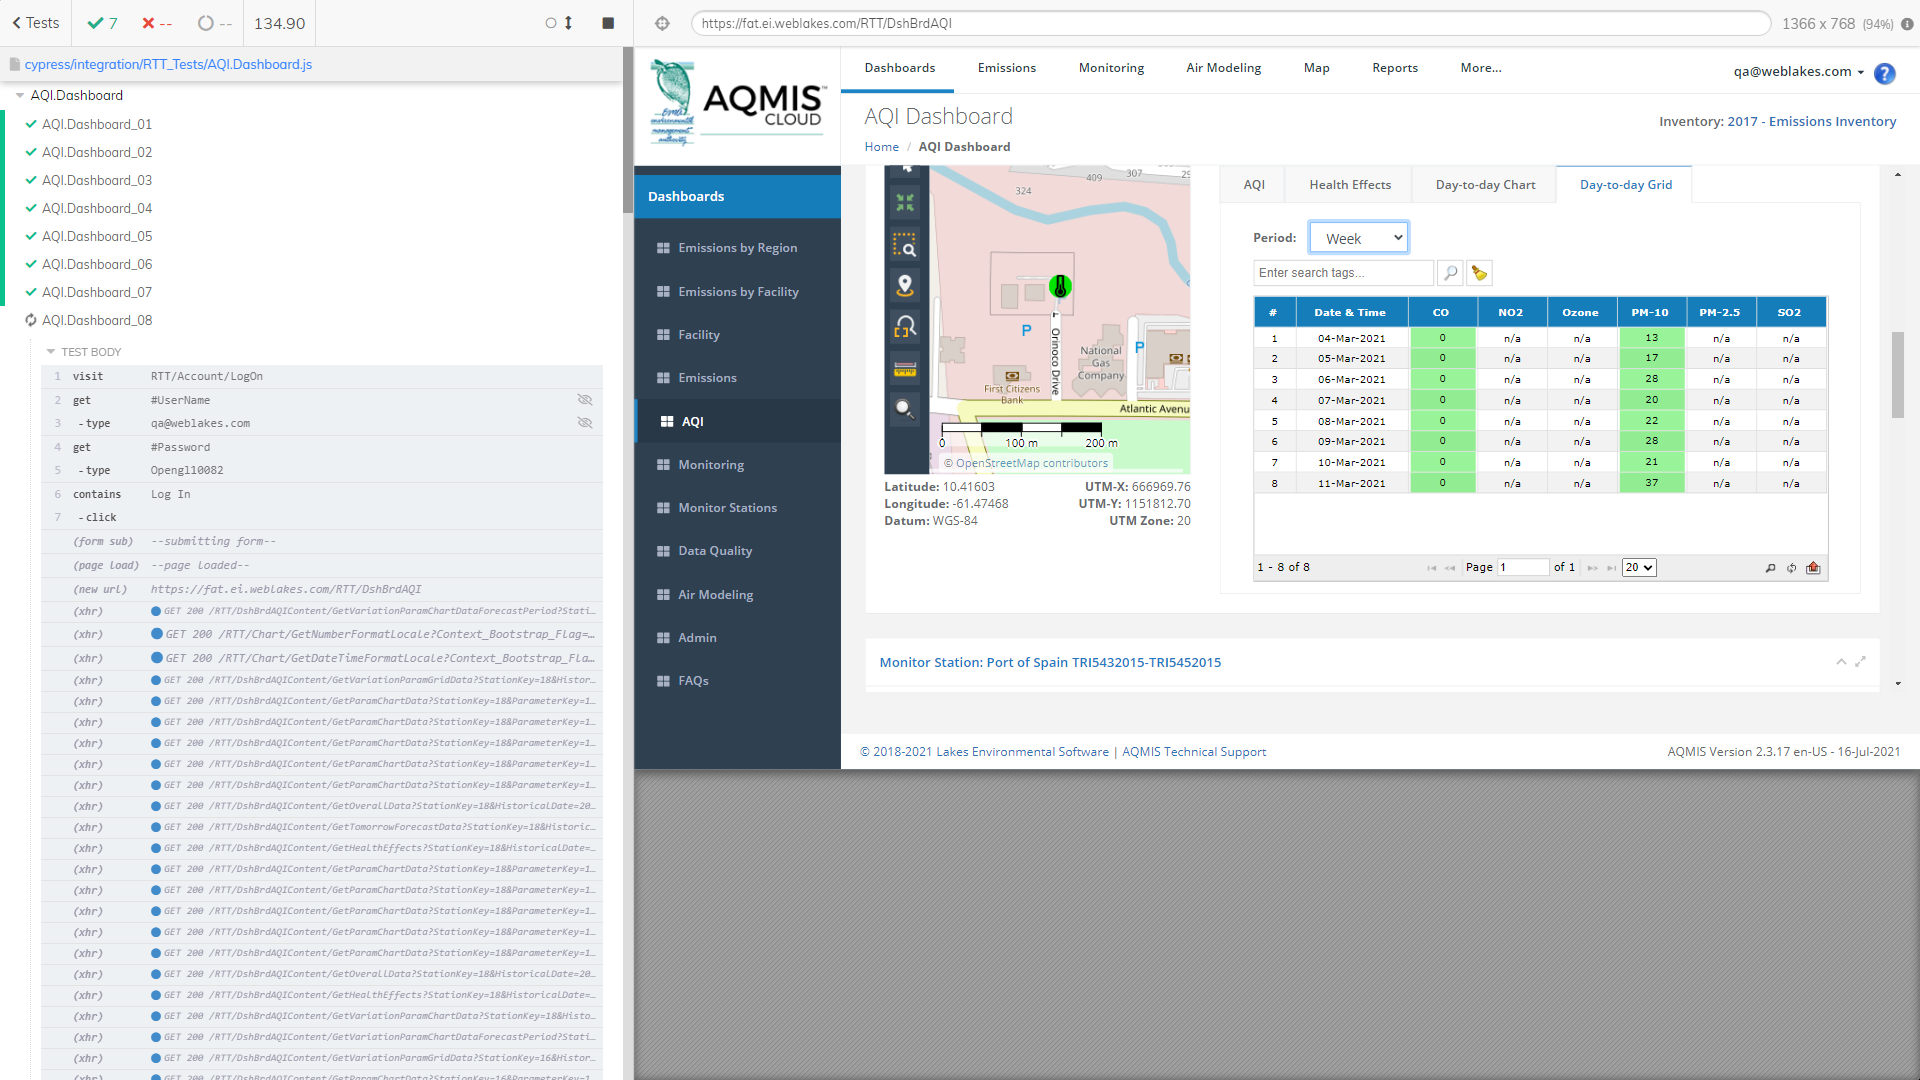 Tests
7
--
--
134.90
https://fat.ei.weblakes.com/RTT/DshBrdAQI
1366 x 768 (94%)
cypress/integration/RTT_Tests/AQI.Dashboard.js
AQI.Dashboard
AQI.Dashboard_01
AQI.Dashboard_02
AQI.Dashboard_03
AQI.Dashboard_04
AQI.Dashboard_05
AQI.Dashboard_06
AQI.Dashboard_07
AQI.Dashboard_08
TEST BODY
1 visit RTT/Account/LogOn
2 get #UserName
3 -type qa@weblakes.com
4 get #Password
5 -type Opengl10082
6 contains Log In
7 -click
(form sub) --submitting form--
(page load) --page loaded--
(new url) https://fat.ei.weblakes.com/RTT/DshBrdAQI
(xhr) GET 200 /RTT/DshBrdAQIContent/GetVariationParamChartDataForecastPeriod?Stati...
(xhr) GET 200 /RTT/Chart/GetNumberFormatLocale?Context_Bootstrap_Flag=...
(xhr) GET 200 /RTT/Chart/GetDateTimeFormatLocale?Context_Bootstrap_Fla...
(xhr) GET 200 /RTT/DshBrdAQIContent/GetVariationParamGridData?StationKey=18&Histor...
(xhr) GET 200 /RTT/DshBrdAQIContent/GetParamChartData?StationKey=18&ParameterKey=1...
(xhr) GET 200 /RTT/DshBrdAQIContent/GetParamChartData?StationKey=18&ParameterKey=1...
(xhr) GET 200 /RTT/DshBrdAQIContent/GetParamChartData?StationKey=18&ParameterKey=1...
(xhr) GET 200 /RTT/DshBrdAQIContent/GetParamChartData?StationKey=18&ParameterKey=1...
(xhr) GET 200 /RTT/DshBrdAQIContent/GetParamChartData?StationKey=18&ParameterKey=1...
(xhr) GET 200 /RTT/DshBrdAQIContent/GetOverallData?StationKey=18&HistoricalDate=20...
(xhr) GET 200 /RTT/DshBrdAQIContent/GetTomorrowForecastData?StationKey=18&Historic...
(xhr) GET 200 /RTT/DshBrdAQIContent/GetHealthEffects?StationKey=18&HistoricalDate=...
(xhr) GET 200 /RTT/DshBrdAQIContent/GetParamChartData?StationKey=18&ParameterKey=1...
(xhr) GET 200 /RTT/DshBrdAQIContent/GetParamChartData?StationKey=18&ParameterKey=1...
(xhr) GET 200 /RTT/DshBrdAQIContent/GetParamChartData?StationKey=18&ParameterKey=1...
(xhr) GET 200 /RTT/DshBrdAQIContent/GetParamChartData?StationKey=18&ParameterKey=1...
(xhr) GET 200 /RTT/DshBrdAQIContent/GetParamChartData?StationKey=18&ParameterKey=1...
(xhr) GET 200 /RTT/DshBrdAQIContent/GetOverallData?StationKey=18&HistoricalDate=20...
(xhr) GET 200 /RTT/DshBrdAQIContent/GetHealthEffects?StationKey=18&HistoricalDate=...
(xhr) GET 200 /RTT/DshBrdAQIContent/GetVariationParamChartData?StationKey=18&Histo...
(xhr) GET 200 /RTT/DshBrdAQIContent/GetVariationParamChartDataForecastPeriod?Stati...
(xhr) GET 200 /RTT/DshBrdAQIContent/GetVariationParamGridData?StationKey=16&Histor...
(xhr) GET 200 /RTT/DshBrdAQIContent/GetParamChartData?StationKey=16&ParameterKey=1...
environmental
management
authority
AQMIS
CLOUD
TM
Dashboards Emissions Monitoring Air Modeling Map Reports More...
qa@weblakes.com
?
AQI Dashboard
Inventory: 2017 - Emissions Inventory
Home / AQI Dashboard
Dashboards
Emissions by Region
Emissions by Facility
Facility
Emissions
AQI
Monitoring
Monitor Stations
Data Quality
Air Modeling
Admin
FAQs
409 307 29
324
P
P
Orinoco Drive
National
Gas
Company
First Citizens
Bank
Atlantic Avenu
0 100 m 200 m
© OpenStreetMap contributors
Latitude: 10.41603 UTM-X: 666969.76
Longitude: -61.47468 UTM-Y: 1151812.70
Datum: WGS-84 UTM Zone: 20
AQI Health Effects Day-to-day Chart Day-to-day Grid
Period: Week
Enter search tags...
# Date & Time CO NO2 Ozone PM-10 PM-2.5 SO2
1 04-Mar-2021 0 n/a n/a 13 n/a n/a
2 05-Mar-2021 0 n/a n/a 17 n/a n/a
3 06-Mar-2021 0 n/a n/a 28 n/a n/a
4 07-Mar-2021 0 n/a n/a 20 n/a n/a
5 08-Mar-2021 0 n/a n/a 22 n/a n/a
6 09-Mar-2021 0 n/a n/a 28 n/a n/a
7 10-Mar-2021 0 n/a n/a 21 n/a n/a
8 11-Mar-2021 0 n/a n/a 37 n/a n/a
1 - 8 of 8 Page 1 of 1 20
Monitor Station: Port of Spain TRI5432015-TRI5452015
© 2018-2021 Lakes Environmental Software | AQMIS Technical Support
AQMIS Version 2.3.17 en-US - 16-Jul-2021